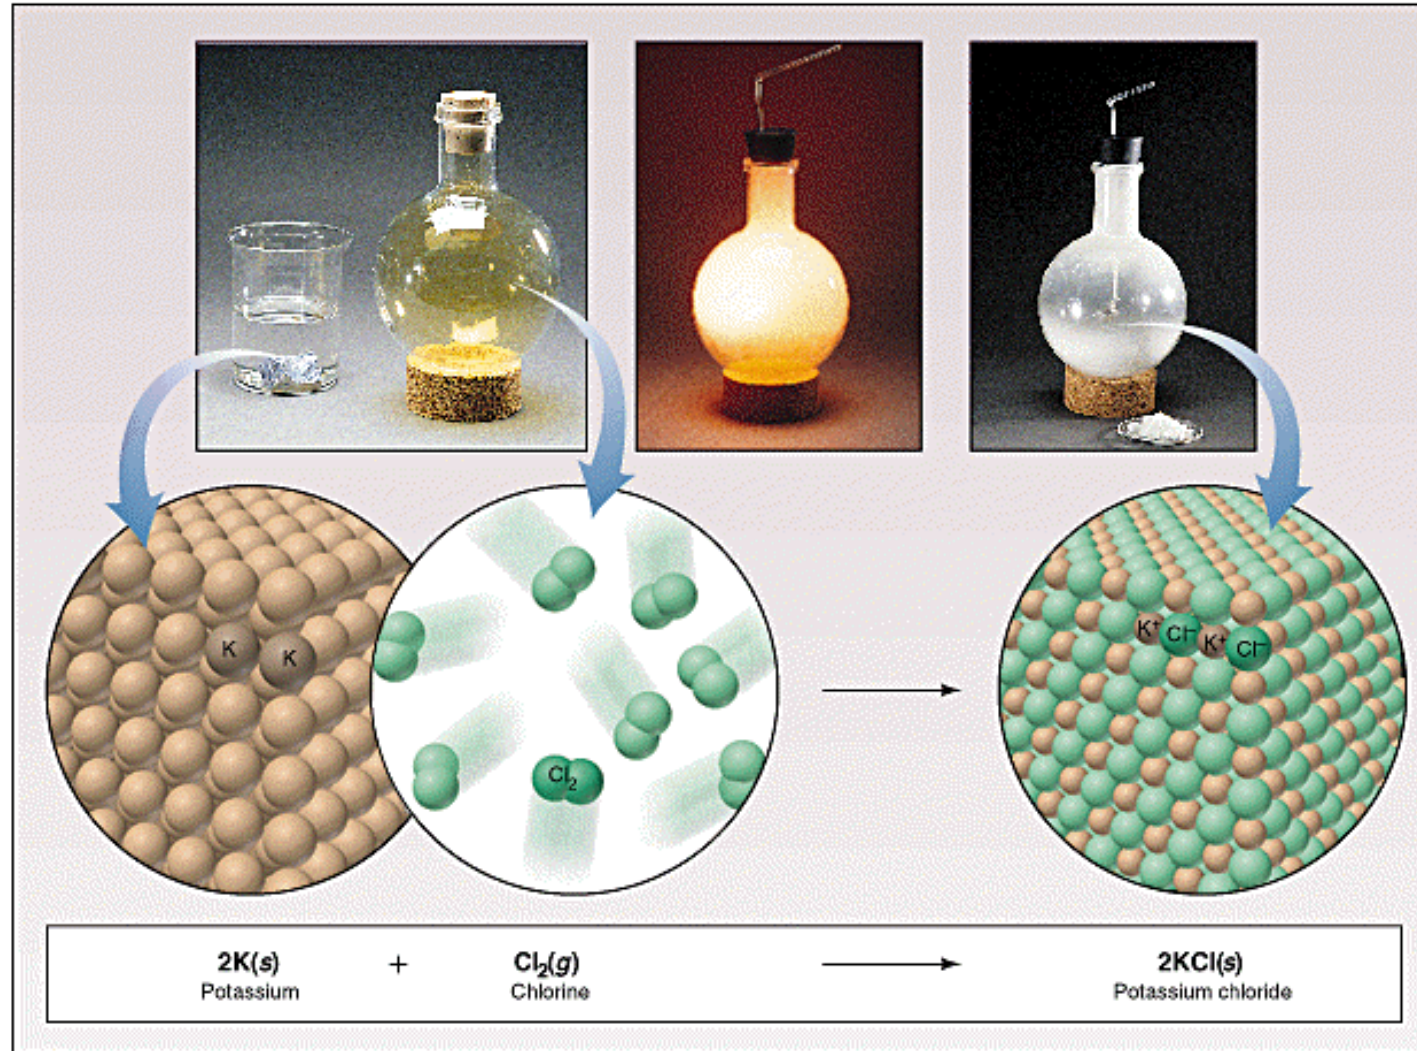 K K
Cl₂
K⁺ Cl⁻ K⁺ Cl⁻
2K(s) + Cl₂(g) → 2KCl(s)
Potassium Chlorine Potassium chloride